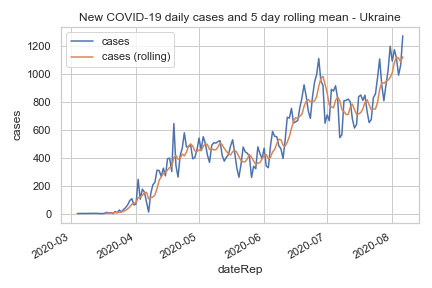 New COVID-19 daily cases and 5 day rolling mean - Ukraine
cases
cases (rolling)
1200
1000
800
600
400
200
0
cases
2020-03
2020-04
2020-05
2020-06
2020-07
2020-08
dateRep